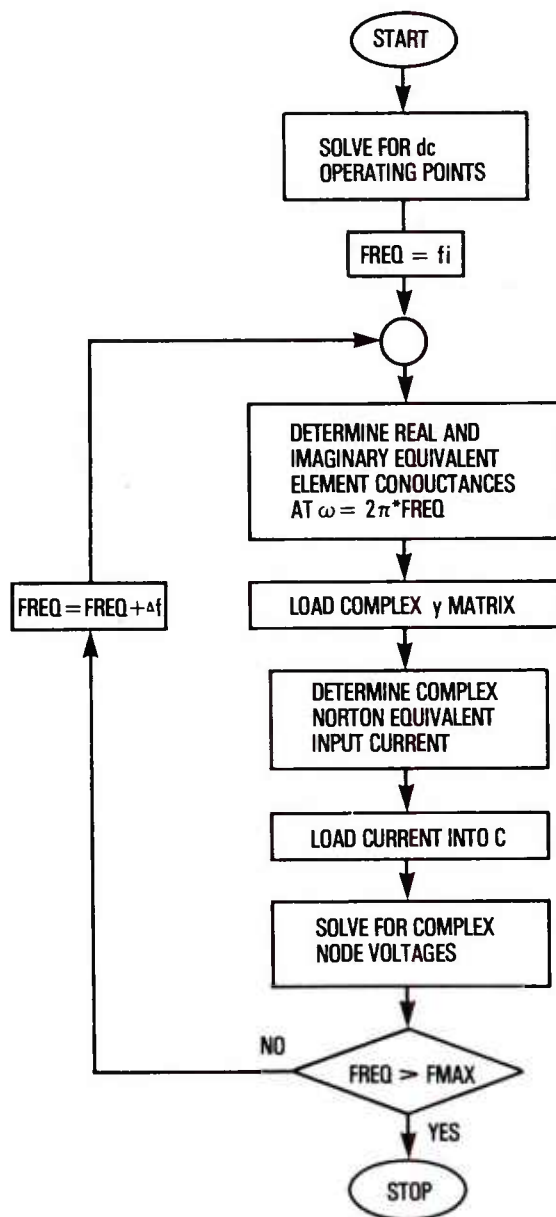 START
SOLVE FOR dc
OPERATING POINTS
FREQ = fi
DETERMINE REAL AND
IMAGINARY EQUIVALENT
ELEMENT CONDUCTANCES
AT ω = 2π*FREQ
FREQ=FREQ+Δf
LOAD COMPLEX y MATRIX
DETERMINE COMPLEX
NORTON EQUIVALENT
INPUT CURRENT
LOAD CURRENT INTO C
SOLVE FOR COMPLEX
NODE VOLTAGES
NO
FREQ > FMAX
YES
STOP